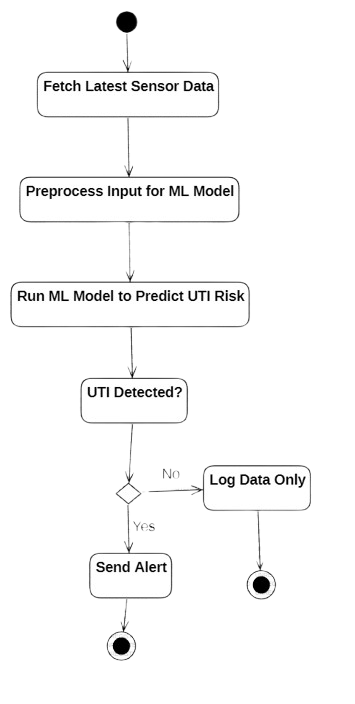 Fetch Latest Sensor Data
Preprocess Input for ML Model
Run ML Model to Predict UTI Risk
UTI Detected?
No
Log Data Only
Yes
Send Alert